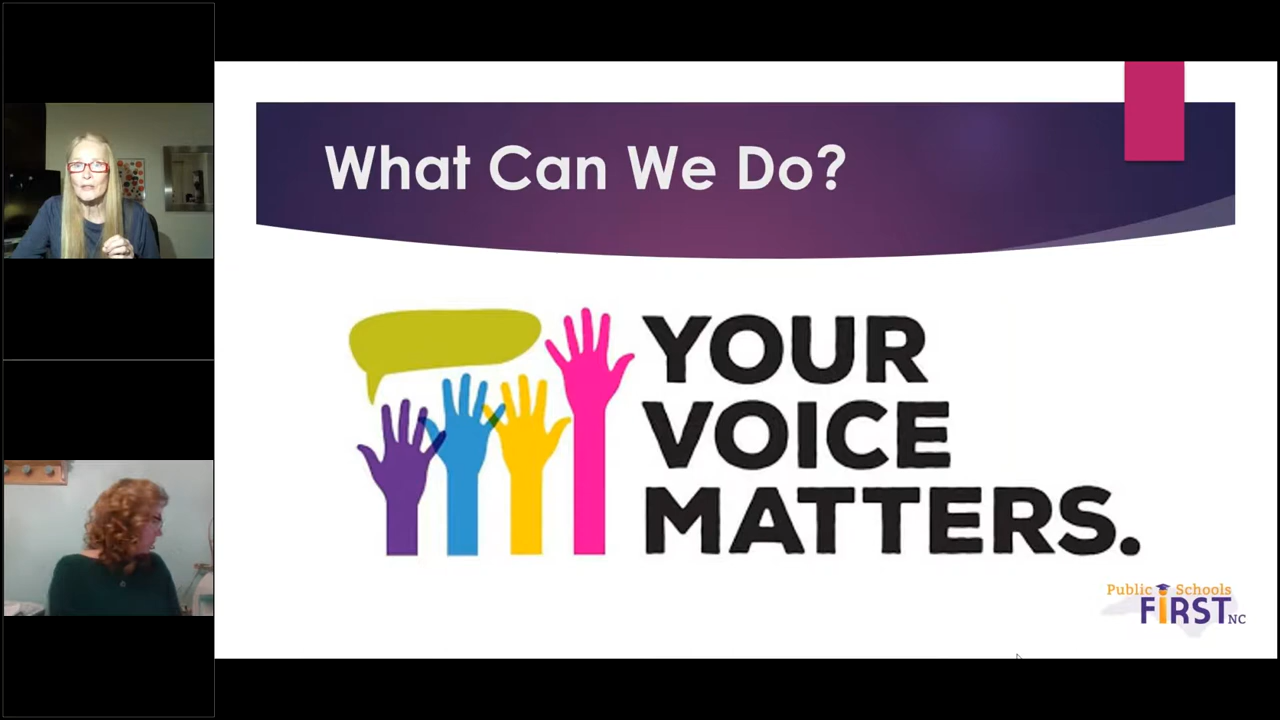 What Can We Do?
YOUR
VOICE
MATTERS.
Public Schools
FiRST NC